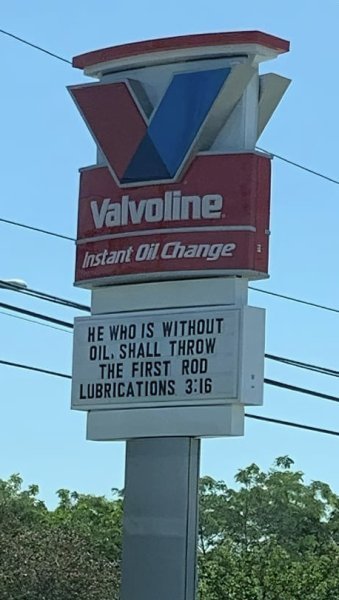 Valvoline
Instant Oil Change
HE WHO IS WITHOUT
OIL, SHALL THROW
THE FIRST ROD
LUBRICATIONS 3:16